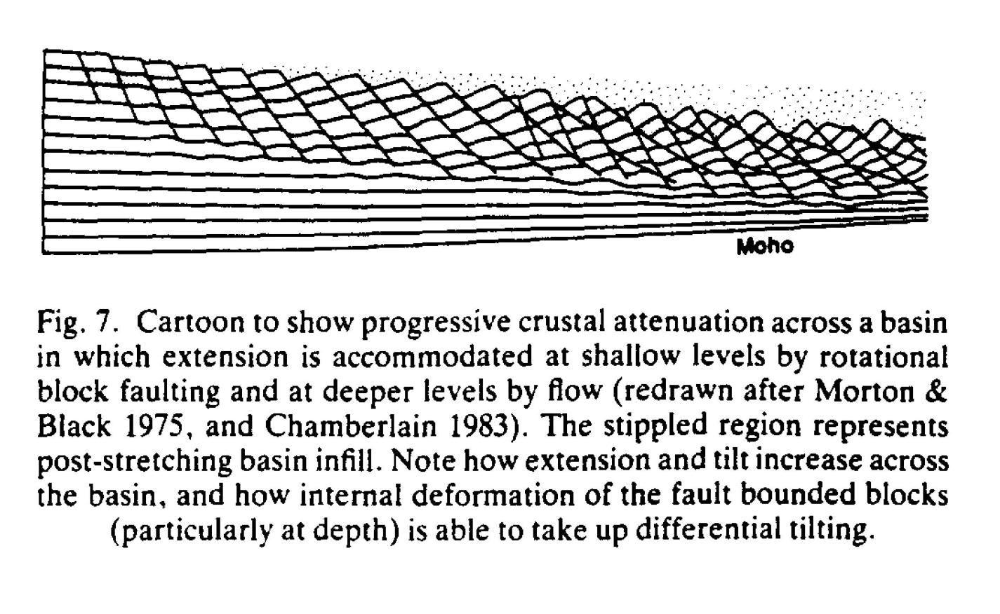 Moho
Fig. 7. Cartoon to show progressive crustal attenuation across a basin
in which extension is accommodated at shallow levels by rotational
block faulting and at deeper levels by flow (redrawn after Morton &
Black 1975, and Chamberlain 1983). The stippled region represents
post-stretching basin infill. Note how extension and tilt increase across
the basin, and how internal deformation of the fault bounded blocks
(particularly at depth) is able to take up differential tilting.